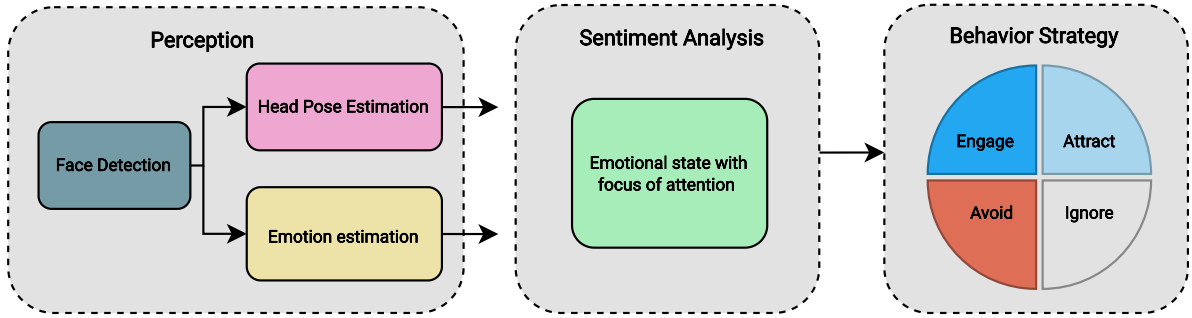 Perception
Face Detection
Head Pose Estimation
Emotion estimation
Sentiment Analysis
Emotional state with
focus of attention
Behavior Strategy
Engage
Attract
Avoid
Ignore